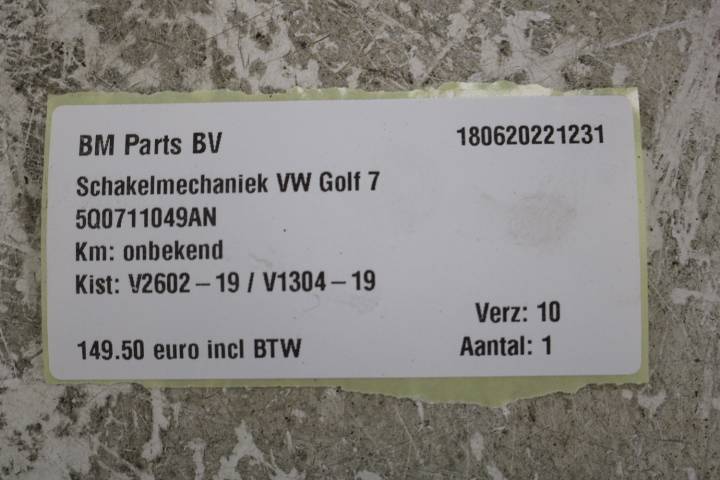 BM Parts BV 180620221231
Schakelmechaniek VW Golf 7
5Q0711049AN
Km: onbekend
Kist: V2602 – 19 / V1304 – 19
Verz: 10
149.50 euro incl BTW Aantal: 1